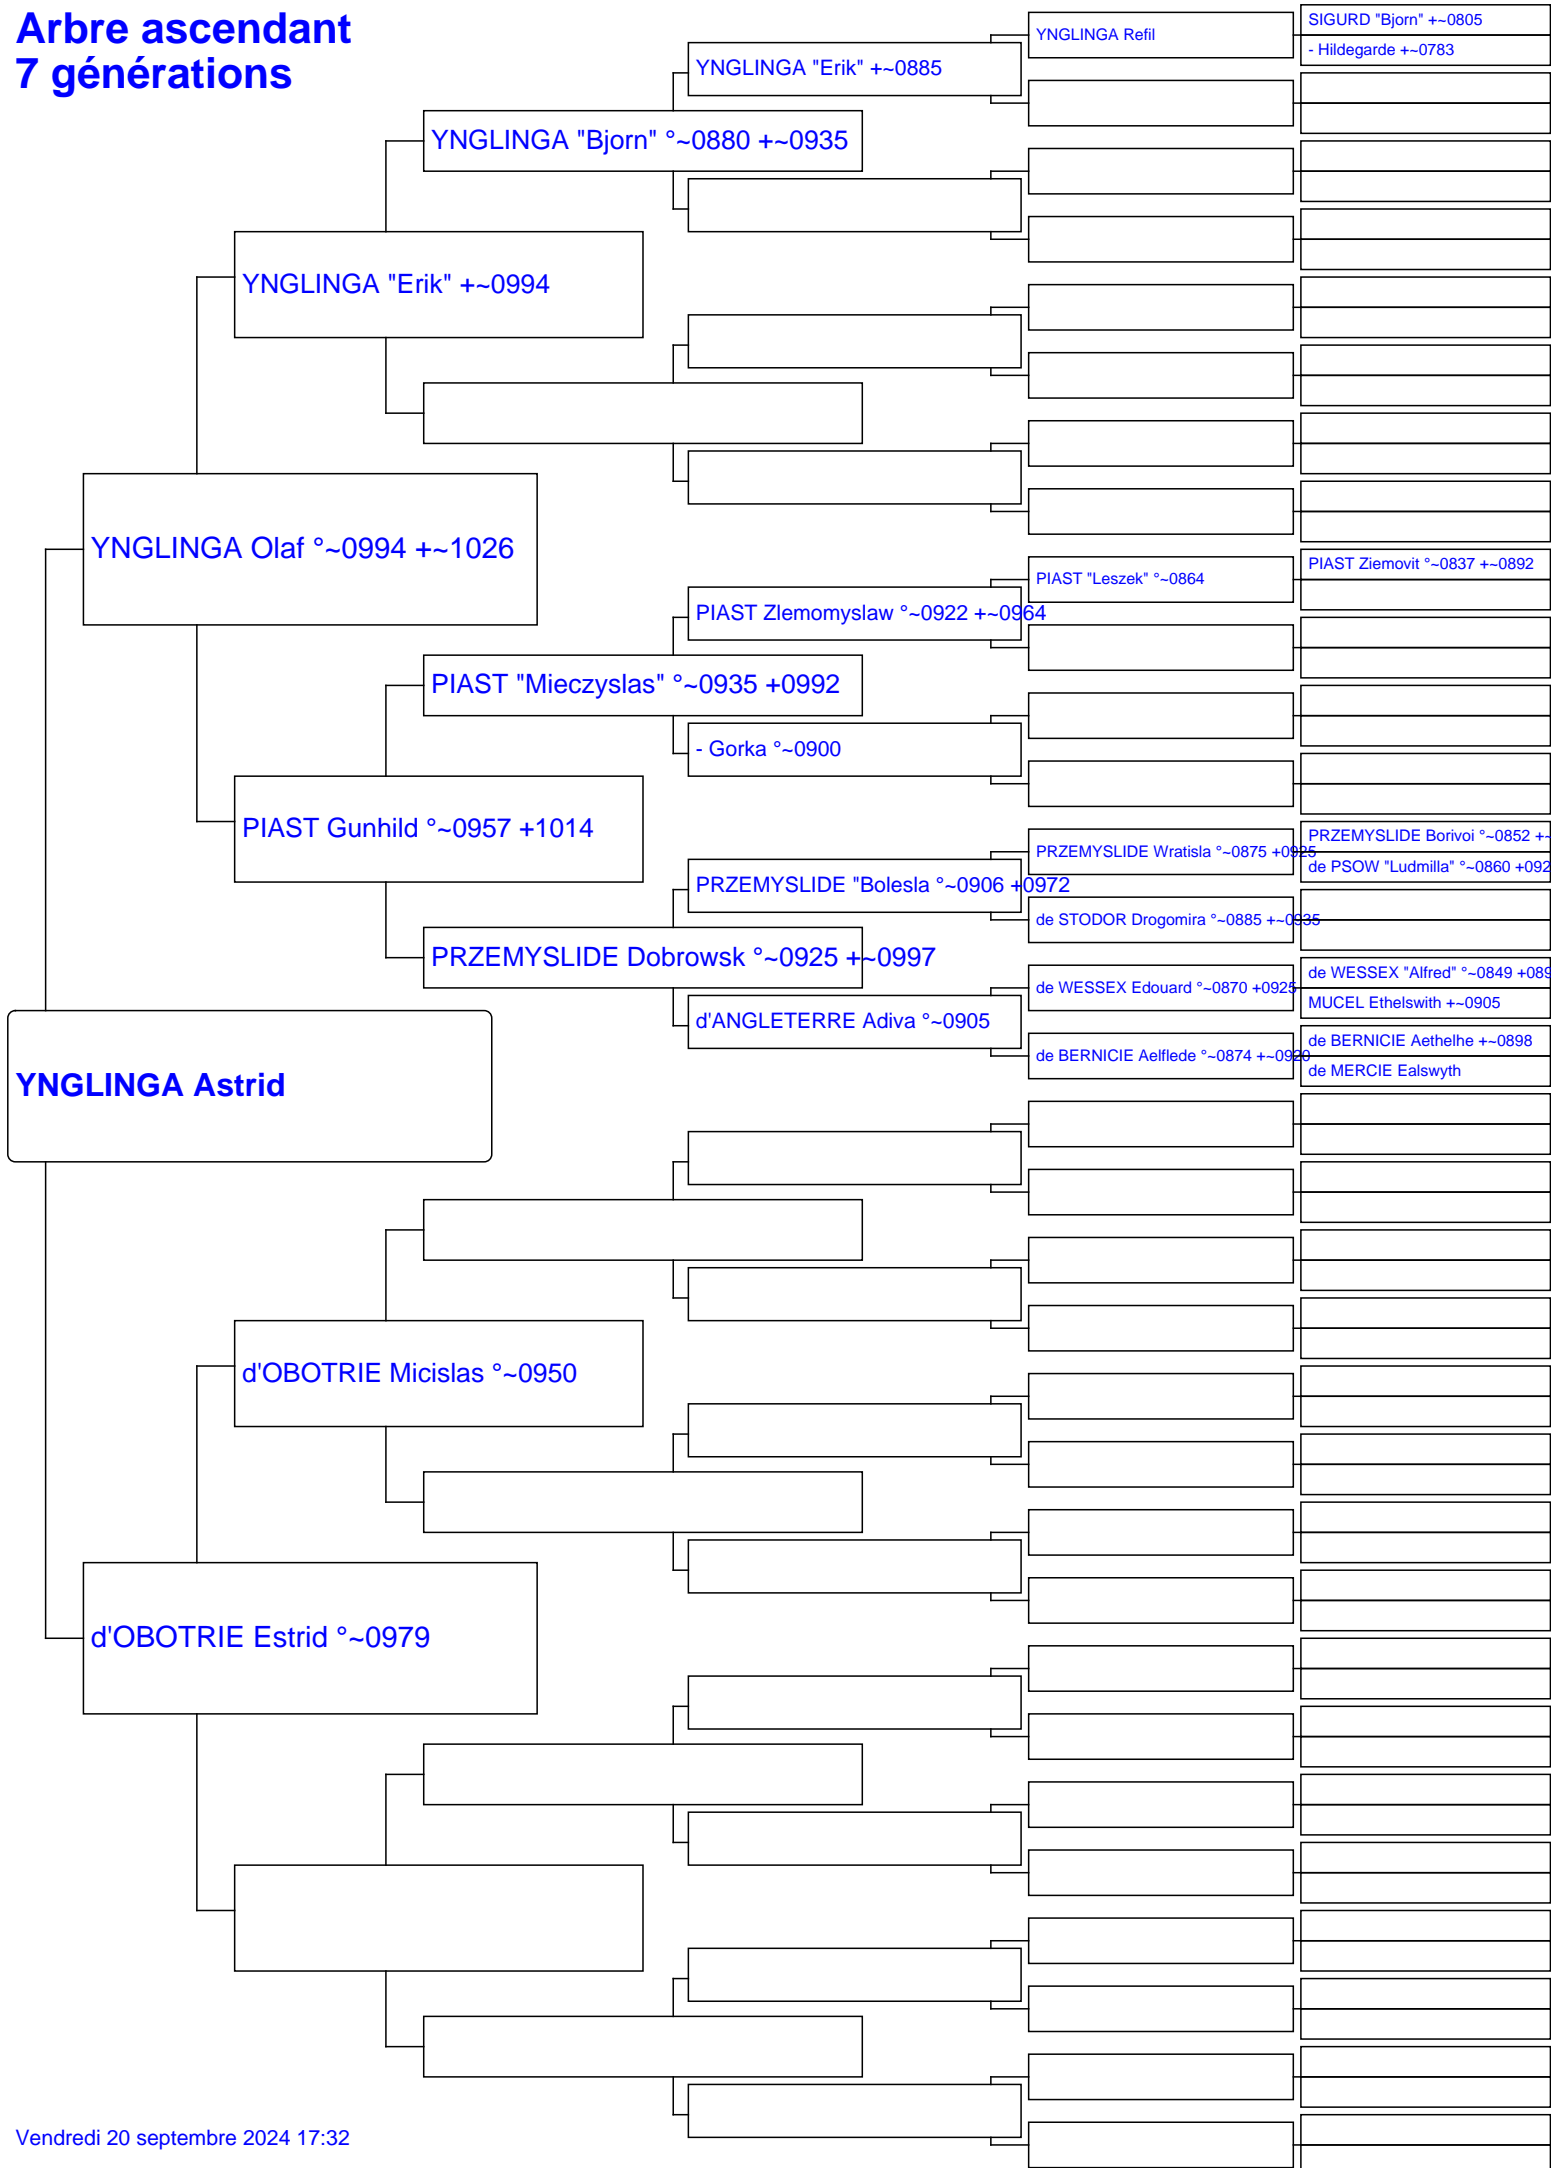 Arbre ascendant
7 générations
YNGLINGA Refil
SIGURD "Bjorn" +~0805
- Hildegarde +~0783
YNGLINGA "Erik" +~0885
YNGLINGA "Bjorn" °~0880 +~0935
YNGLINGA "Erik" +~0994
YNGLINGA Olaf °~0994 +~1026
PIAST Ziemovit °~0837 +~0892
PIAST "Leszek" °~0864
PIAST Zlemomyslaw °~0922 +~0964
PIAST "Mieczyslas" °~0935 +0992
- Gorka °~0900
PIAST Gunhild °~0957 +1014
PRZEMYSLIDE Borivoi °~0852 +~
PRZEMYSLIDE Wratisla °~0875 +0925
de PSOW "Ludmilla" °~0860 +092
PRZEMYSLIDE "Bolesla °~0906 +0972
de STODOR Drogomira °~0885 +~0935
PRZEMYSLIDE Dobrowsk °~0925 +~0997
de WESSEX "Alfred" °~0849 +089
de WESSEX Edouard °~0870 +0925
MUCEL Ethelswith +~0905
d'ANGLETERRE Adiva °~0905
de BERNICIE Aethelhe +~0898
de BERNICIE Aelflede °~0874 +~0920
de MERCIE Ealswyth
YNGLINGA Astrid
d'OBOTRIE Micislas °~0950
d'OBOTRIE Estrid °~0979
Vendredi 20 septembre 2024 17:32